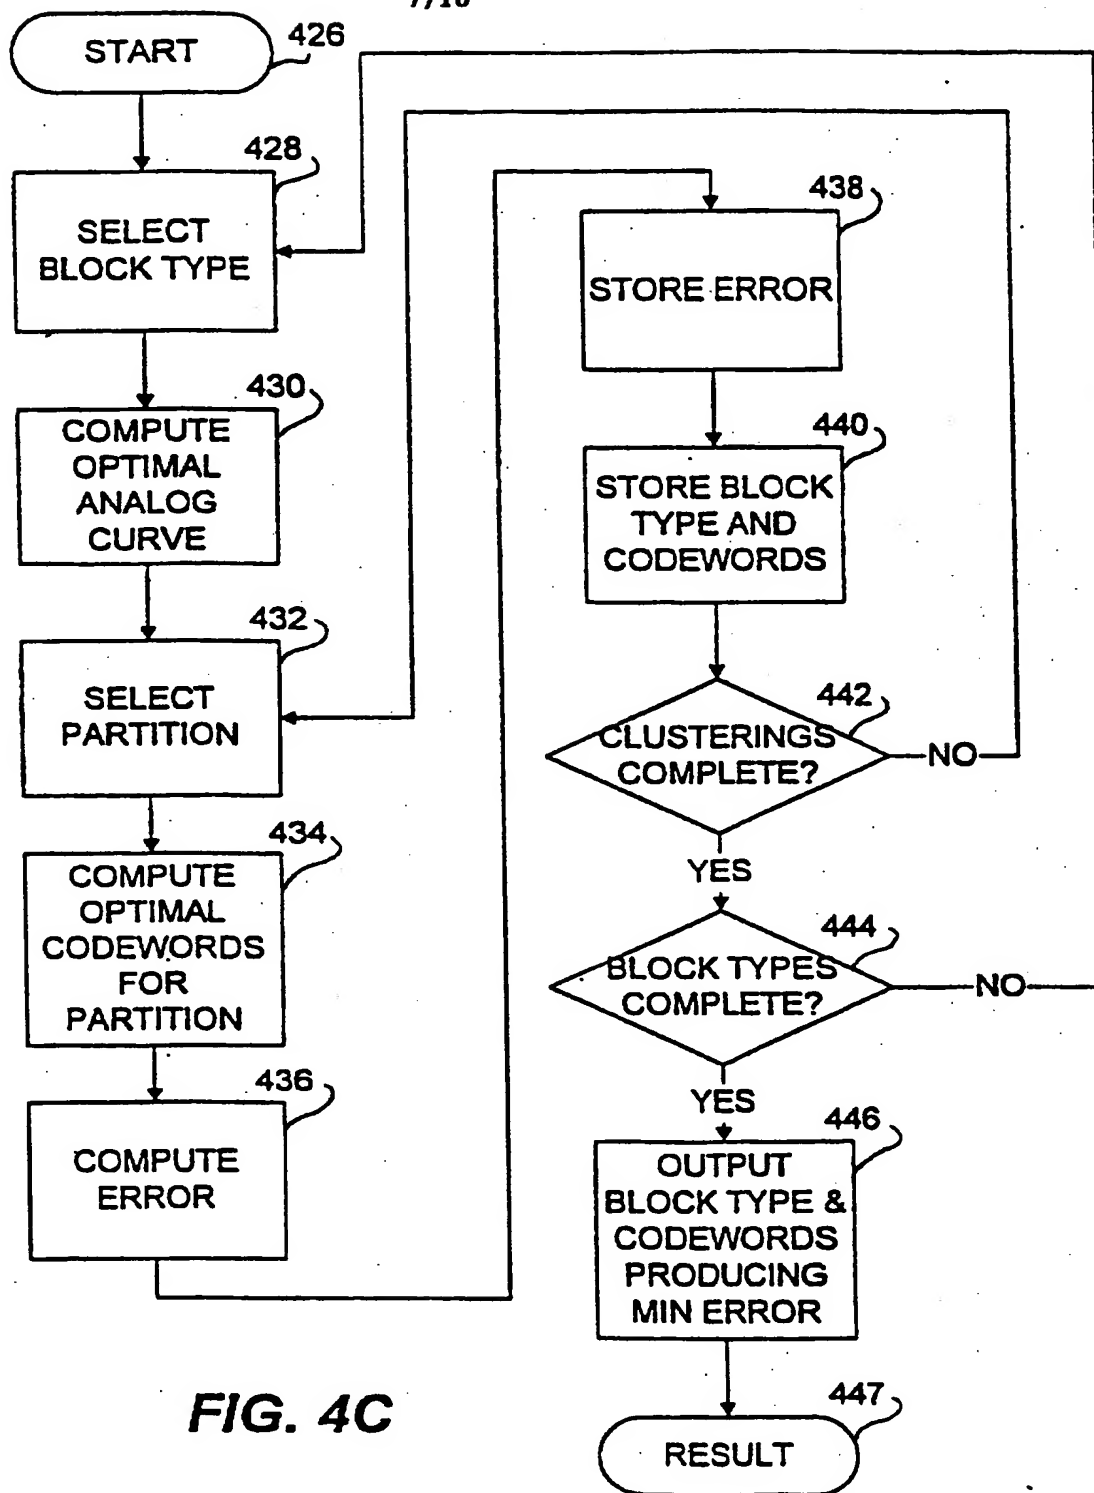 START
426
428
SELECT
BLOCK TYPE
430
COMPUTE
OPTIMAL
ANALOG
CURVE
432
SELECT
PARTITION
434
COMPUTE
OPTIMAL
CODEWORDS
FOR
PARTITION
436
COMPUTE
ERROR
438
STORE ERROR
440
STORE BLOCK
TYPE AND
CODEWORDS
442
CLUSTERINGS
COMPLETE?
NO
YES
444
BLOCK TYPES
COMPLETE?
NO
YES
446
OUTPUT
BLOCK TYPE &
CODEWORDS
PRODUCING
MIN ERROR
447
RESULT
FIG. 4C